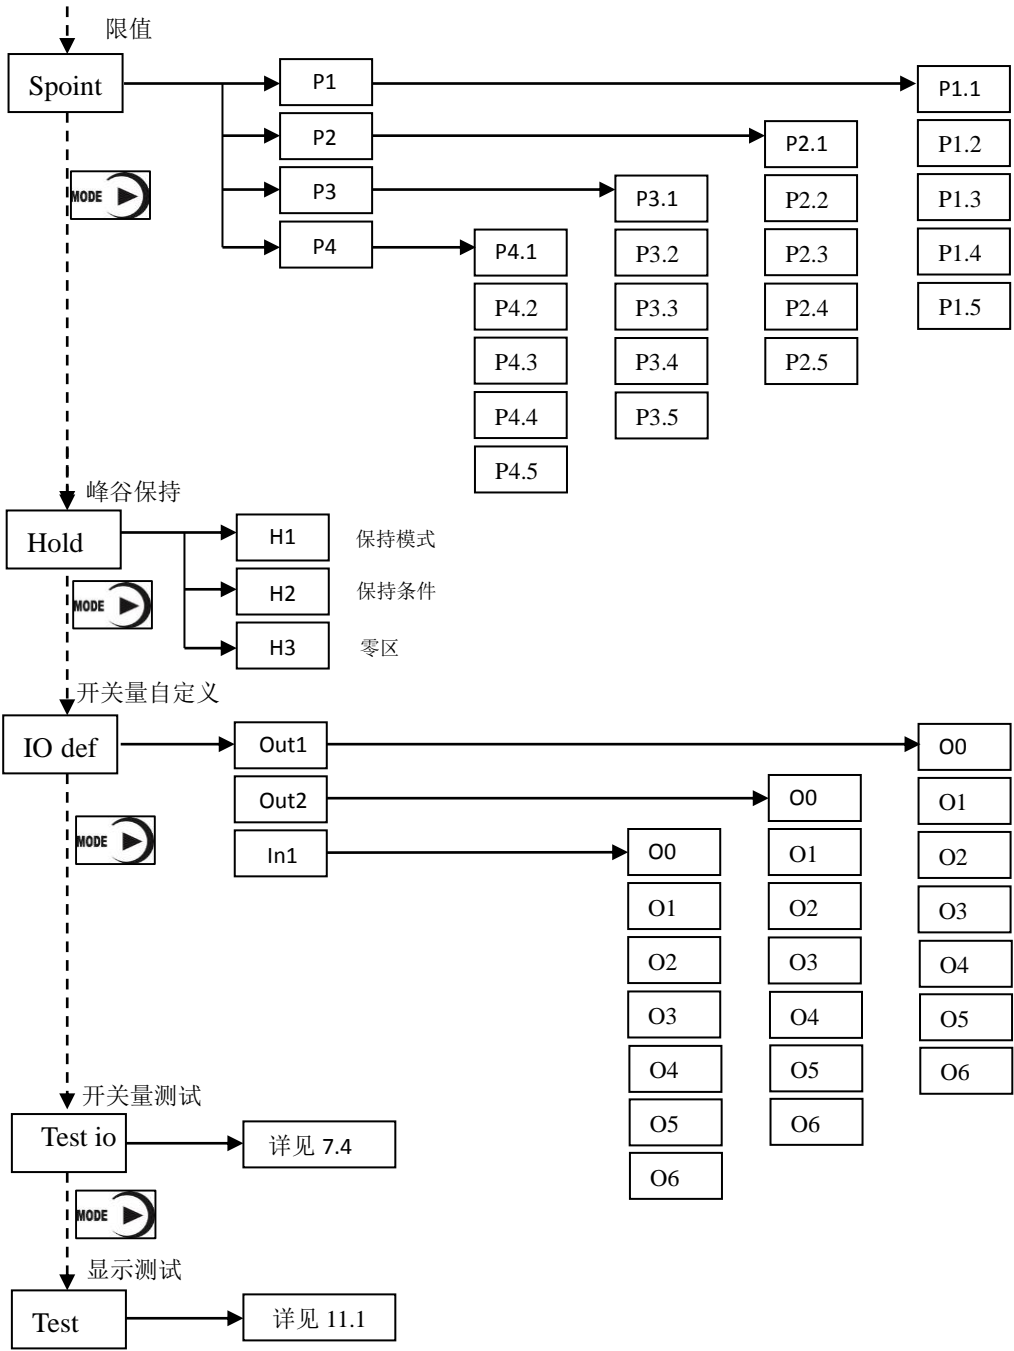 限值
Spoint
P1
P1.1
P2
P2.1
P1.2
P3
P3.1
P2.2
P1.3
P4
P4.1
P3.2
P2.3
P1.4
P4.2
P3.3
P2.4
P1.5
P4.3
P3.4
P2.5
P4.4
P3.5
P4.5
MODE
峰谷保持
Hold
H1
保持模式
H2
保持条件
H3
零区
MODE
开关量自定义
IO def
Out1
O0
Out2
O0
O1
In1
O0
O1
O2
O1
O2
O3
O2
O3
O4
O3
O4
O5
O4
O5
O6
O5
O6
O6
MODE
开关量测试
Test io
详见 7.4
MODE
显示测试
Test
详见 11.1